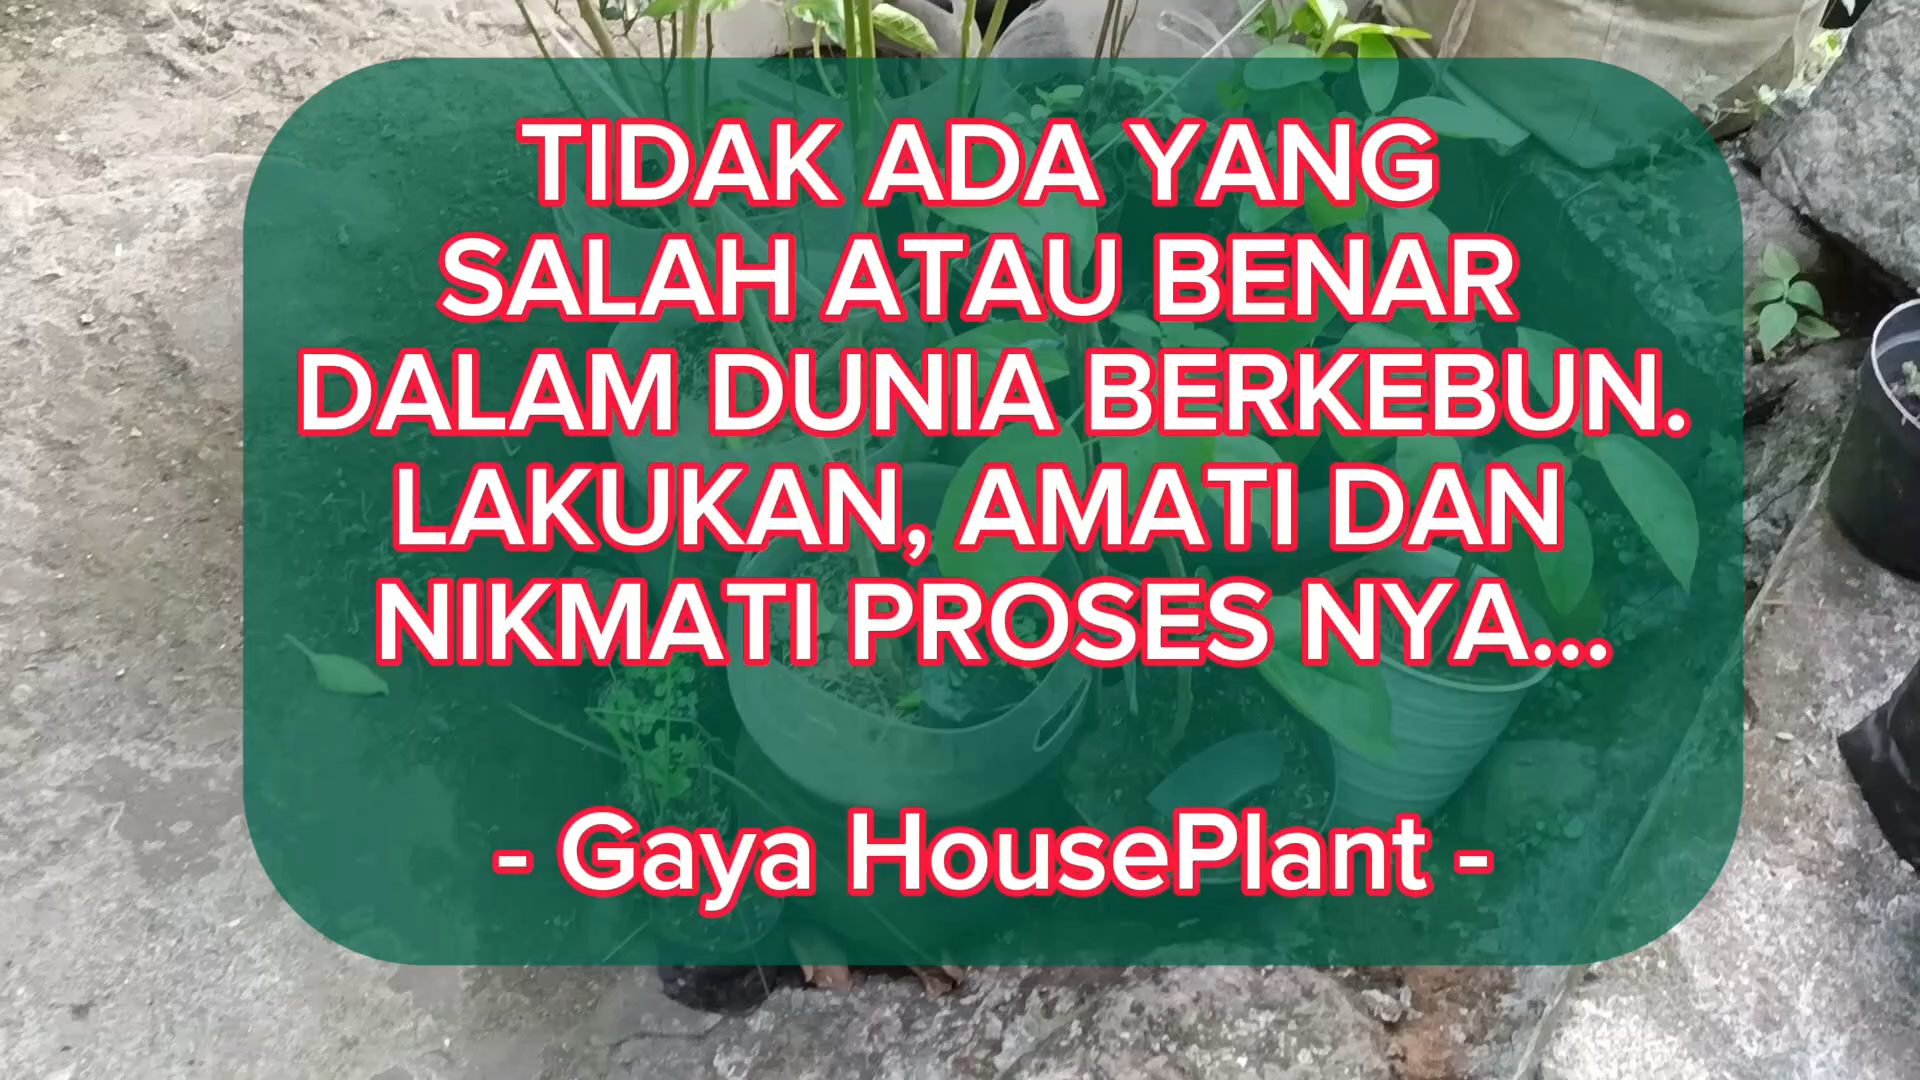 TIDAK ADA YANG
SALAH ATAU BENAR
DALAM DUNIA BERKEBUN.
LAKUKAN, AMATI DAN
NIKMATI PROSES NYA...
- Gaya HousePlant -